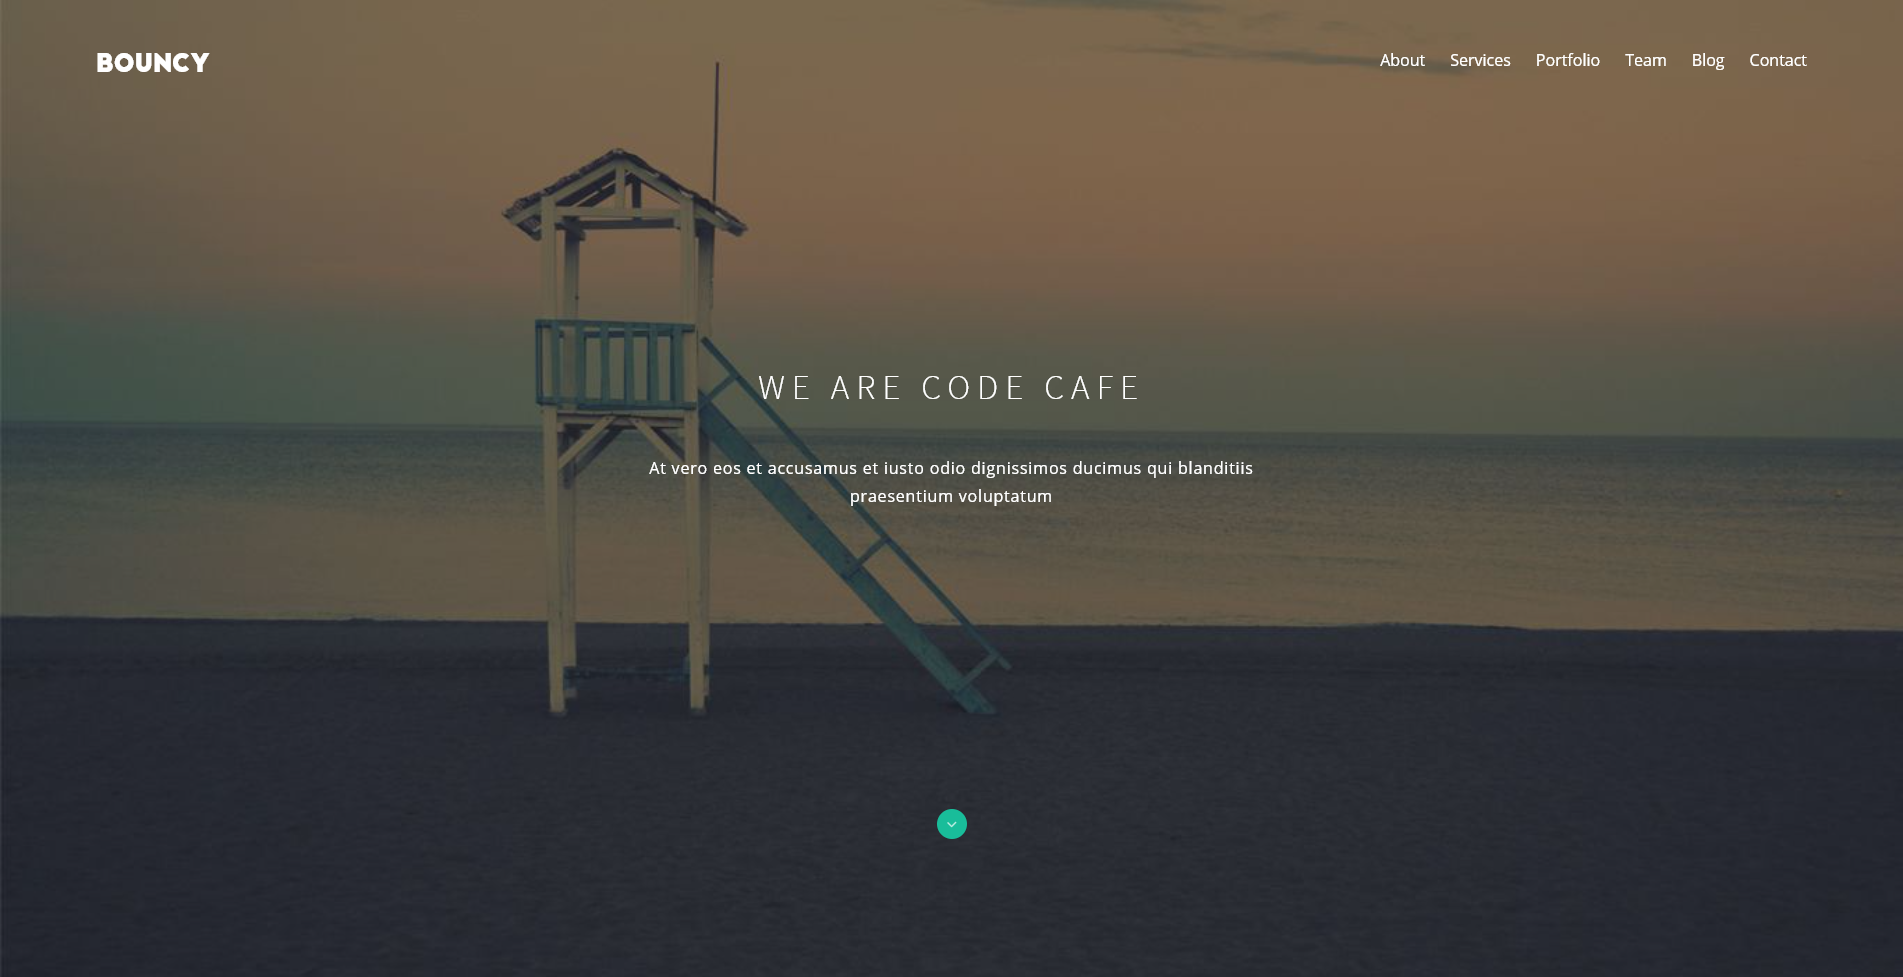 BOUNCY
About Services Portfolio Team Blog Contact
WE ARE CODE CAFE
At vero eos et accusamus et iusto odio dignissimos ducimus qui blanditiis
praesentium voluptatum